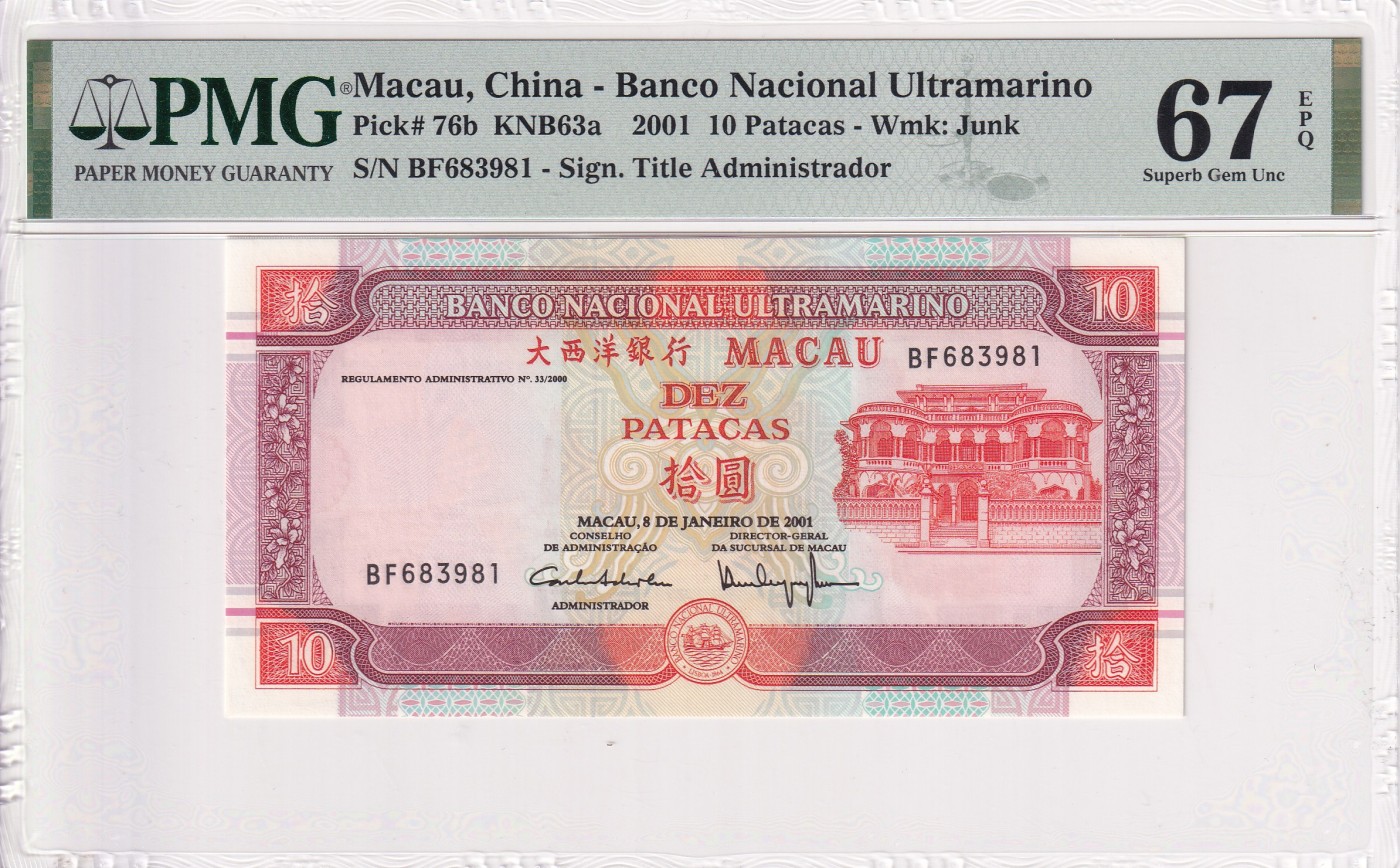 PMG®
PAPER MONEY GUARANTY
Macau, China - Banco Nacional Ultramarino
Pick# 76b KNB63a 2001 10 Patacas - Wmk: Junk
S/N BF683981 - Sign. Title Administrador
67
EPQ
Superb Gem Unc
拾
BANCO NACIONAL ULTRAMARINO
10
大西洋銀行 MACAU BF683981
REGULAMENTO ADMINISTRATIVO Nº. 33/2000
DEZ
PATACAS
拾圓
MACAU, 8 DE JANEIRO DE 2001
CONSELHO
DE ADMINISTRAÇÃO
DIRECTOR-GERAL
DA SUCURSAL DE MACAU
BF683981
ADMINISTRADOR
BANCO NACIONAL ULTRAMARINO
LISBOA · 1864
10
拾